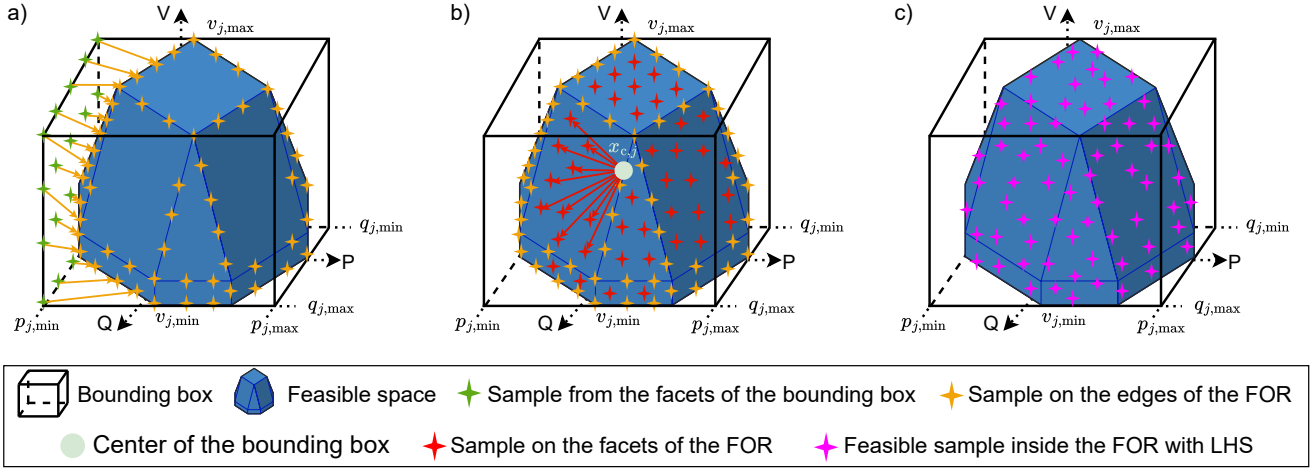 a) V v_{j,max}
q_{j,min}
P
q_{j,max}
p_{j,min} Q v_{j,min} p_{j,max}
b) V v_{j,max}
x_{c,j}
q_{j,min}
P
q_{j,max}
p_{j,min} Q v_{j,min} p_{j,max}
c) V v_{j,max}
q_{j,min}
P
q_{j,max}
p_{j,min} Q v_{j,min} p_{j,max}
Bounding box Feasible space Sample from the facets of the bounding box Sample on the edges of the FOR
Center of the bounding box Sample on the facets of the FOR Feasible sample inside the FOR with LHS